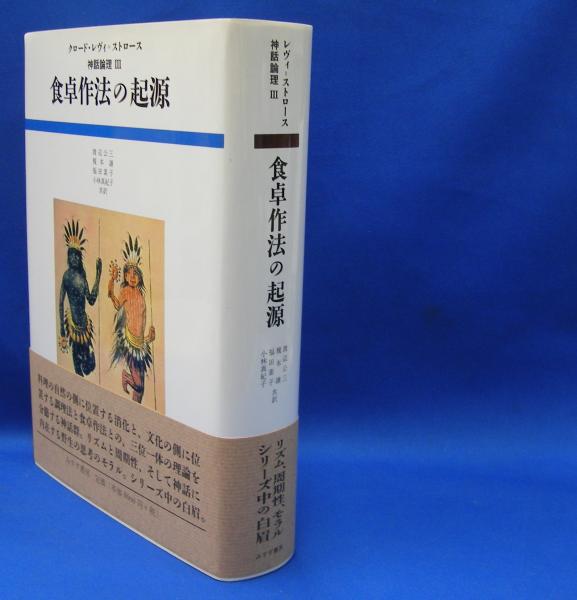 クロード・レヴィ=ストロース
神話論理 III
食卓作法の起源
渡辺公三
榎本譲
福田素子
小林真紀子
共訳
料理の自然の側に位置する消化と、文化の側に位
置する調理法と食卓作法との、三位一体の理論を
分節する神話群。リズムと周期性、そして神話に
内在する野生の思考のモラル。シリーズ中の白眉。
みすず書房
レヴィ=ストロース
神話論理 III
食卓作法の起源
渡辺公三
榎本譲
福田素子
小林真紀子
共訳
リズム、周期性、モラル
シリーズ中の白眉
みすず書房